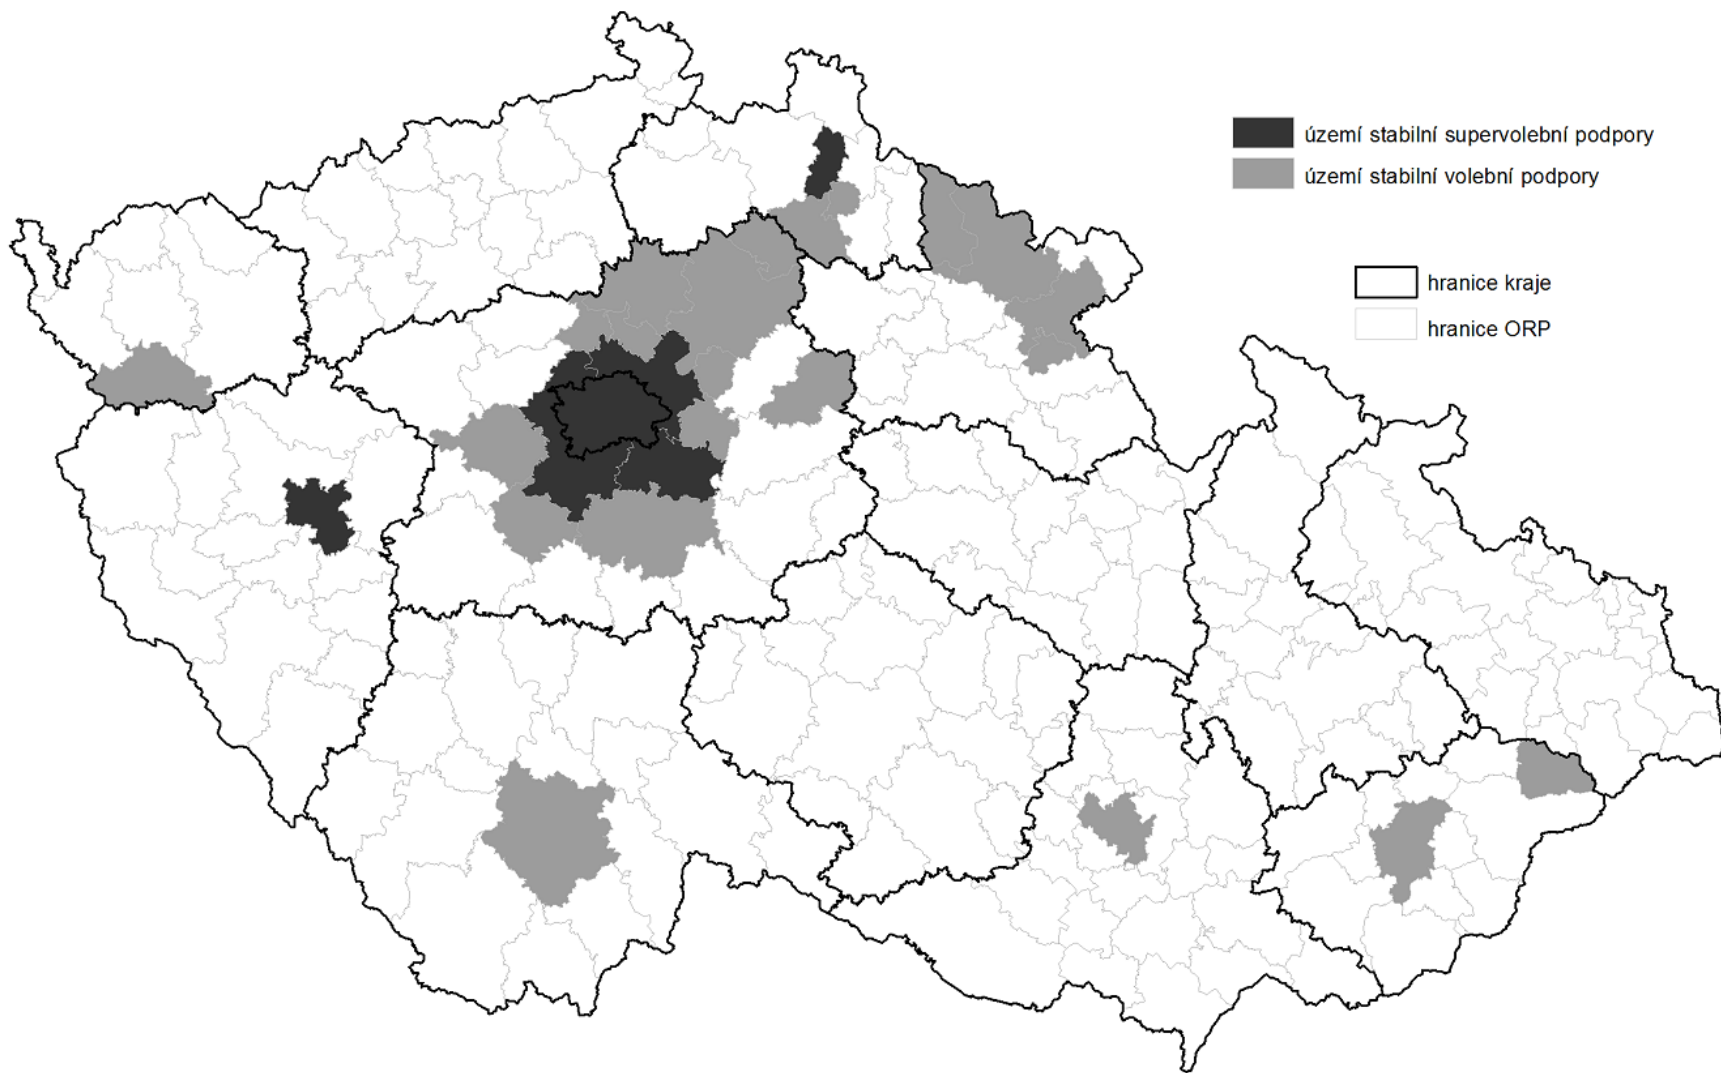 území stabilní supervolební podpory
území stabilní volební podpory
hranice kraje
hranice ORP